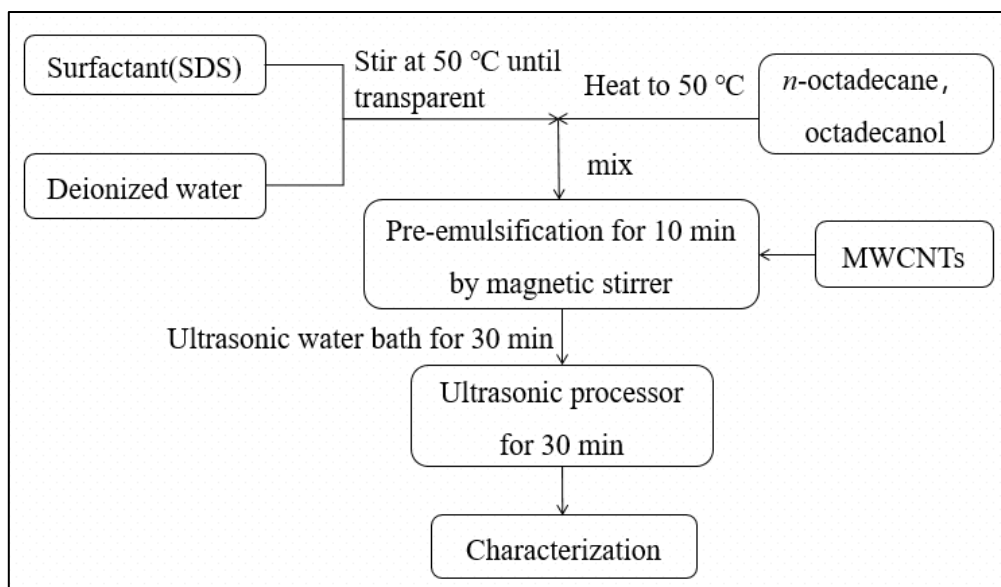 Surfactant(SDS)
Deionized water
Stir at 50 ℃ until
transparent
Heat to 50 ℃
n-octadecane,
octadecanol
mix
Pre-emulsification for 10 min
by magnetic stirrer
MWCNTs
Ultrasonic water bath for 30 min
Ultrasonic processor
for 30 min
Characterization